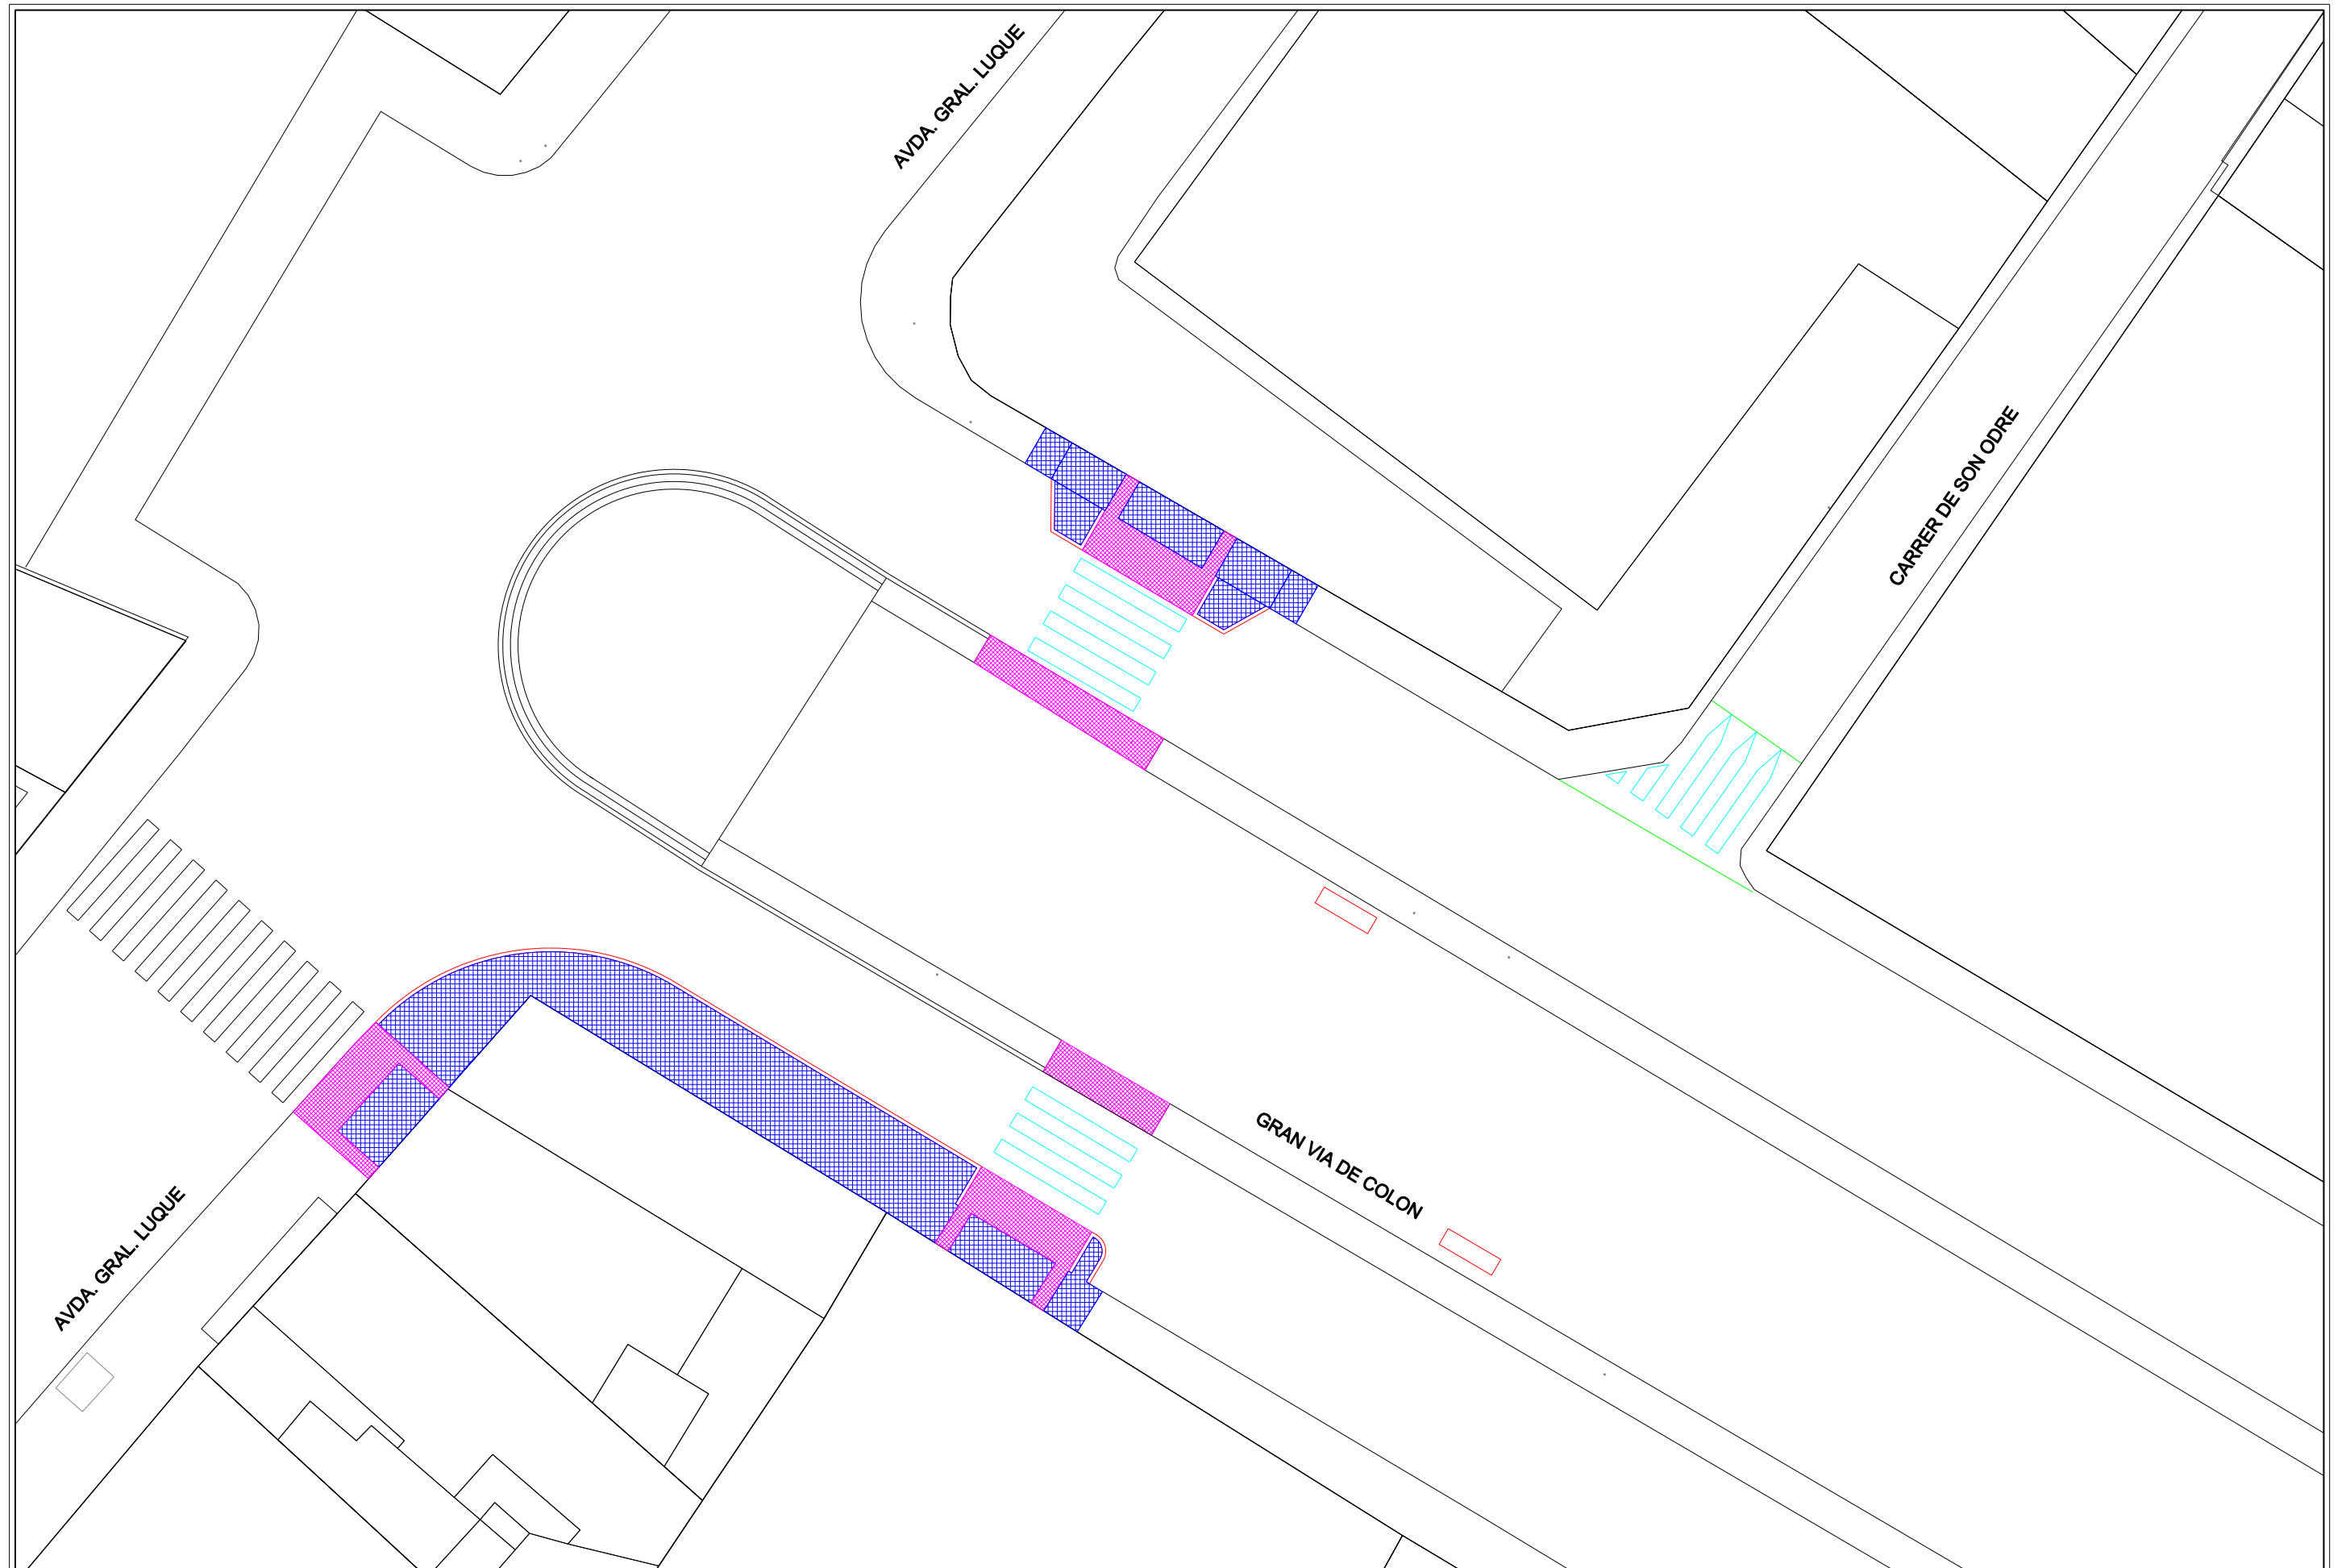 AVDA. GRAL. LUQUE
CARRER DE SON ODRE
GRAN VIA DE COLON
AVDA. GRAL. LUQUE